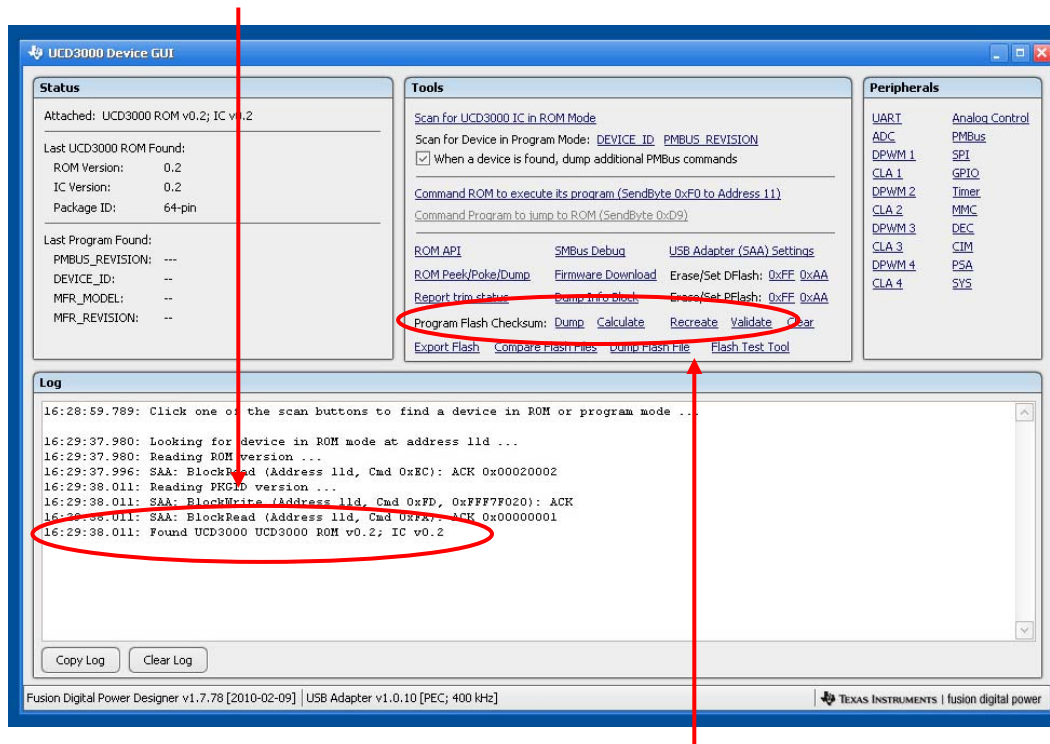 UCD3000 Device GUI
Status
Attached: UCD3000 ROM v0.2; IC v0.2
Last UCD3000 ROM Found:
ROM Version: 0.2
IC Version: 0.2
Package ID: 64-pin
Last Program Found:
PMBUS_REVISION: ---
DEVICE_ID: --
MFR_MODEL: --
MFR_REVISION: --
Tools
Scan for UCD3000 IC in ROM Mode
Scan for Device in Program Mode: DEVICE_ID PMBUS_REVISION
When a device is found, dump additional PMBus commands
Command ROM to execute its program (SendByte 0xF0 to Address 11)
Command Program to jump to ROM (SendByte 0xD9)
ROM API SMBus Debug USB Adapter (SAA) Settings
ROM Peek/Poke/Dump Firmware Download Erase/Set DFlash: 0xFF 0xAA
Report trim status Dump Info Block Erase/Set PFlash: 0xFF 0xAA
Program Flash Checksum: Dump Calculate Recreate Validate Clear
Export Flash Compare Flash Files Dump Flash File Flash Test Tool
Peripherals
UART Analog Control
ADC PMBus
DPWM 1 SPI
CLA 1 GPIO
DPWM 2 Timer
CLA 2 MMC
DPWM 3 DEC
CLA 3 CIM
DPWM 4 PSA
CLA 4 SYS
Log
16:28:59.789: Click one of the scan buttons to find a device in ROM or program mode ...
16:29:37.980: Looking for device in ROM mode at address 11d ...
16:29:37.980: Reading ROM version ...
16:29:37.996: SAA: BlockRead (Address 11d, Cmd 0xEC): ACK 0x00020002
16:29:38.011: Reading PKGID version ...
16:29:38.011: SAA: BlockWrite (Address 11d, Cmd 0xFD, 0xFFF7F020): ACK
16:29:38.011: SAA: BlockRead (Address 11d, Cmd 0xFA): ACK 0x00000001
16:29:38.011: Found UCD3000 UCD3000 ROM v0.2; IC v0.2
Copy Log Clear Log
Fusion Digital Power Designer v1.7.78 [2010-02-09] USB Adapter v1.0.10 [PEC; 400 kHz] TEXAS INSTRUMENTS | fusion digital power